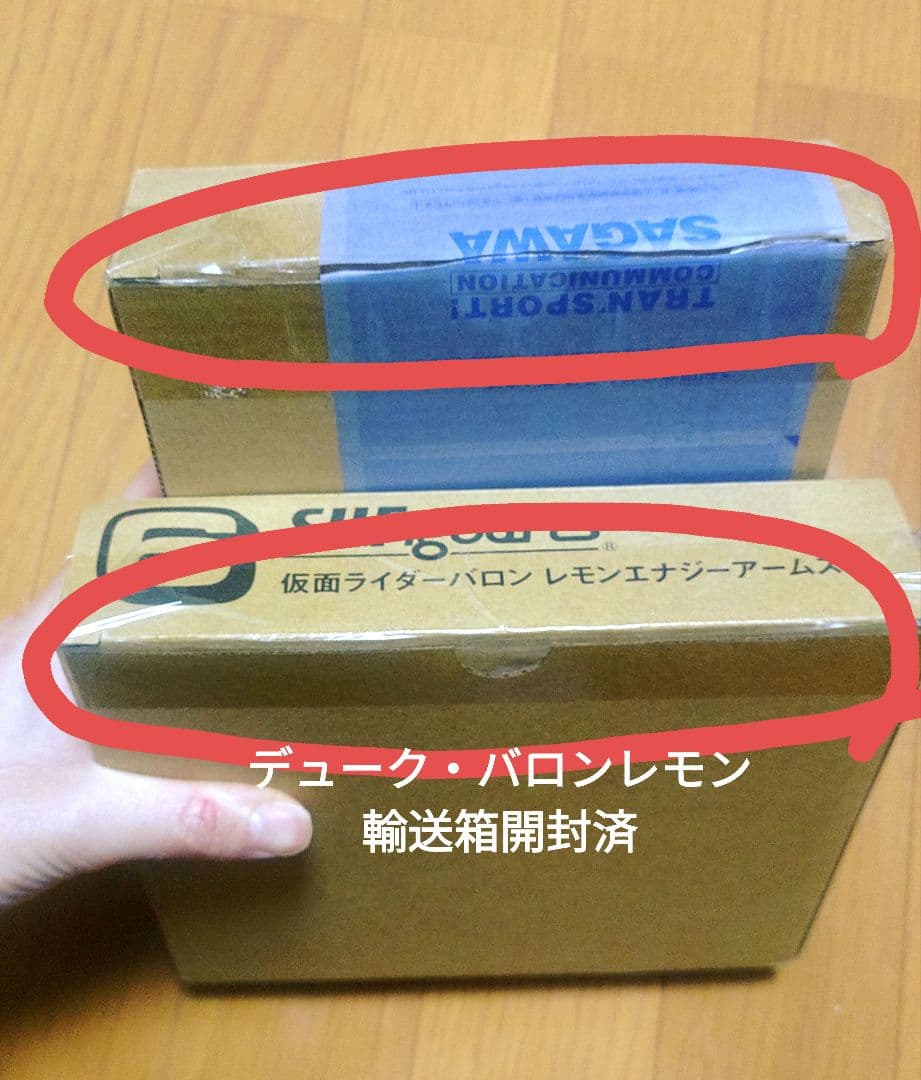 SAGAWA
TRANSPORT!
COMMUNICATION
S.H.Figuarts®
仮面ライダーバロン レモンエナジーアームズ
デューク・バロンレモン
輸送箱開封済